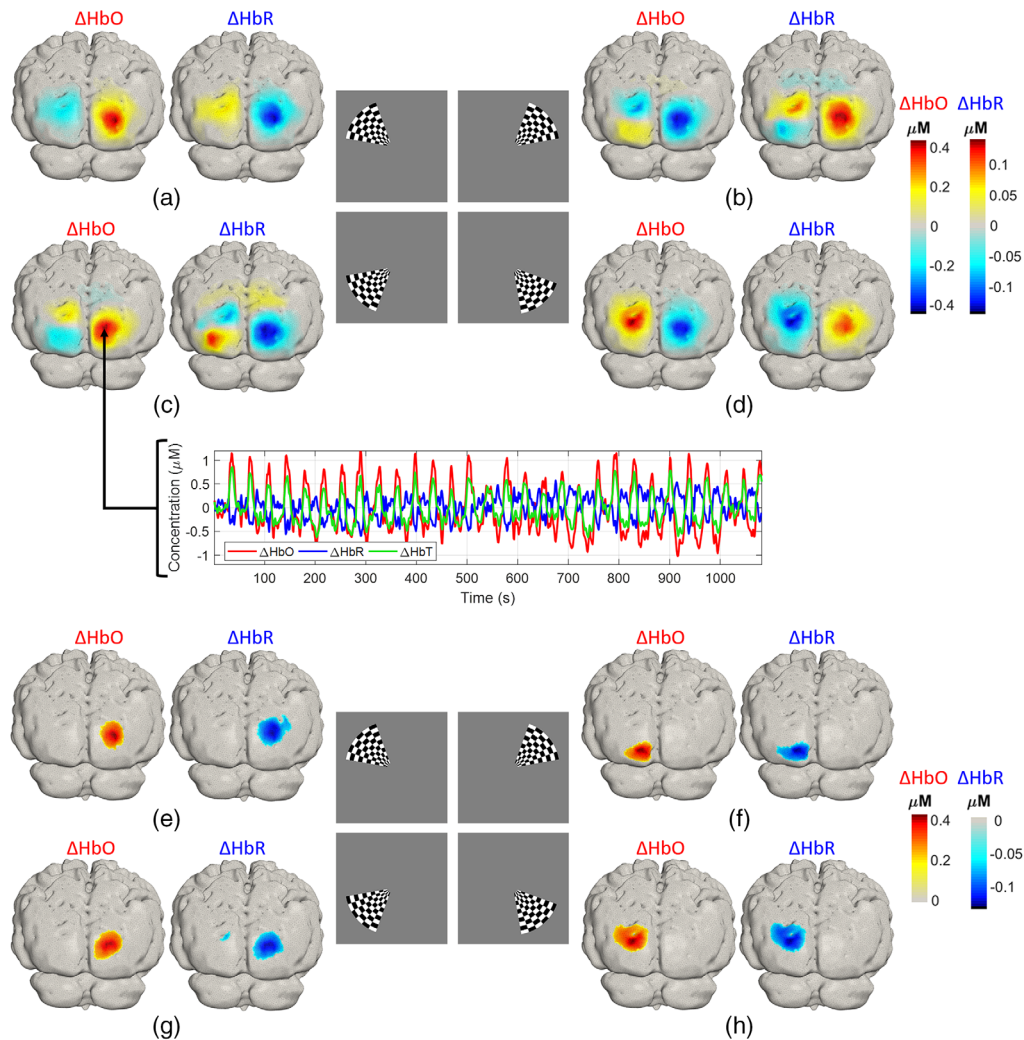 ΔHbO ΔHbR ΔHbO ΔHbR
ΔHbO ΔHbR
μM μM
0.4 0.1
0.2 0.05
0 0
-0.2 -0.05
-0.4 -0.1
(a) (b)
ΔHbO ΔHbR ΔHbO ΔHbR
(c) (d)
Concentration (μM)
1
0.5
0
-0.5
-1
ΔHbO ΔHbR ΔHbT
100 200 300 400 500 600 700 800 900 1000
Time (s)
ΔHbO ΔHbR ΔHbO ΔHbR
ΔHbO ΔHbR
μM μM
0.4 0
0.2 -0.05
0 -0.1
(e) (f)
ΔHbO ΔHbR ΔHbO ΔHbR
(g) (h)